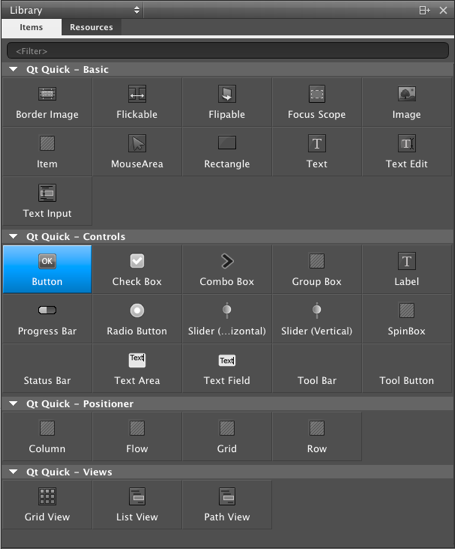 Library
Items Resources
<Filter>
Qt Quick - Basic
Border Image Flickable Flipable Focus Scope Image
Item MouseArea Rectangle T Text T Text Edit
Text Input
Qt Quick - Controls
OK Button Check Box Combo Box Group Box T Label
Progress Bar Radio Button Slider (...izontal) Slider (Vertical) SpinBox
Status Bar Text Text Area Text Text Field Tool Bar Tool Button
Qt Quick - Positioner
Column Flow Grid Row
Qt Quick - Views
Grid View List View Path View